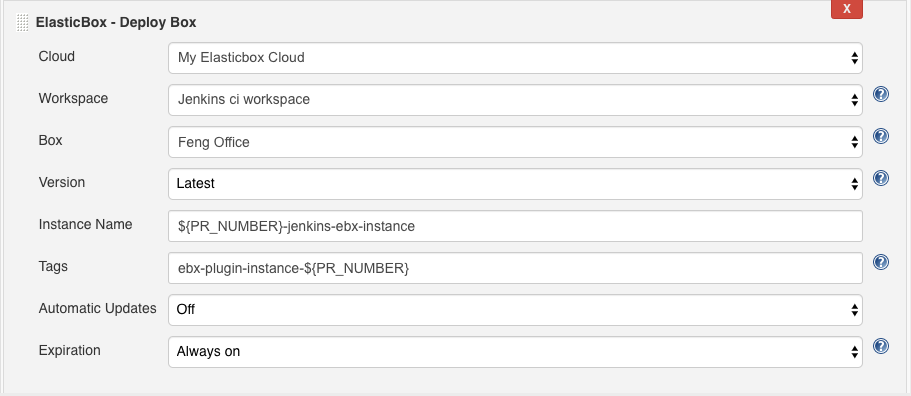 X
ElasticBox - Deploy Box
Cloud My Elasticbox Cloud
Workspace Jenkins ci workspace ?
Box Feng Office ?
Version Latest ?
Instance Name ${PR_NUMBER}-jenkins-ebx-instance
Tags ebx-plugin-instance-${PR_NUMBER} ?
Automatic Updates Off
Expiration Always on ?